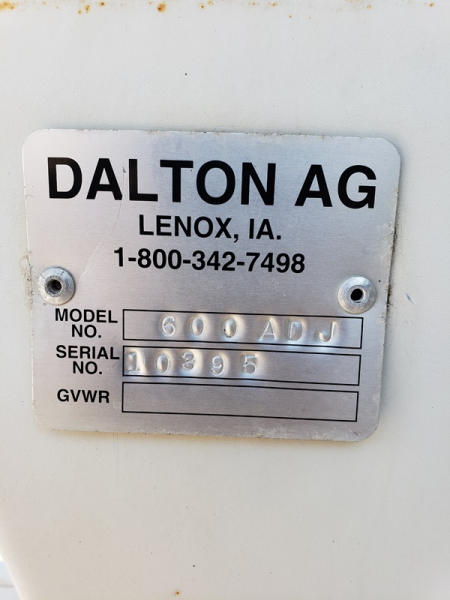 DALTON AG
LENOX, IA.
1-800-342-7498
MODEL NO. 600 ADJ
SERIAL NO. 10395
GVWR